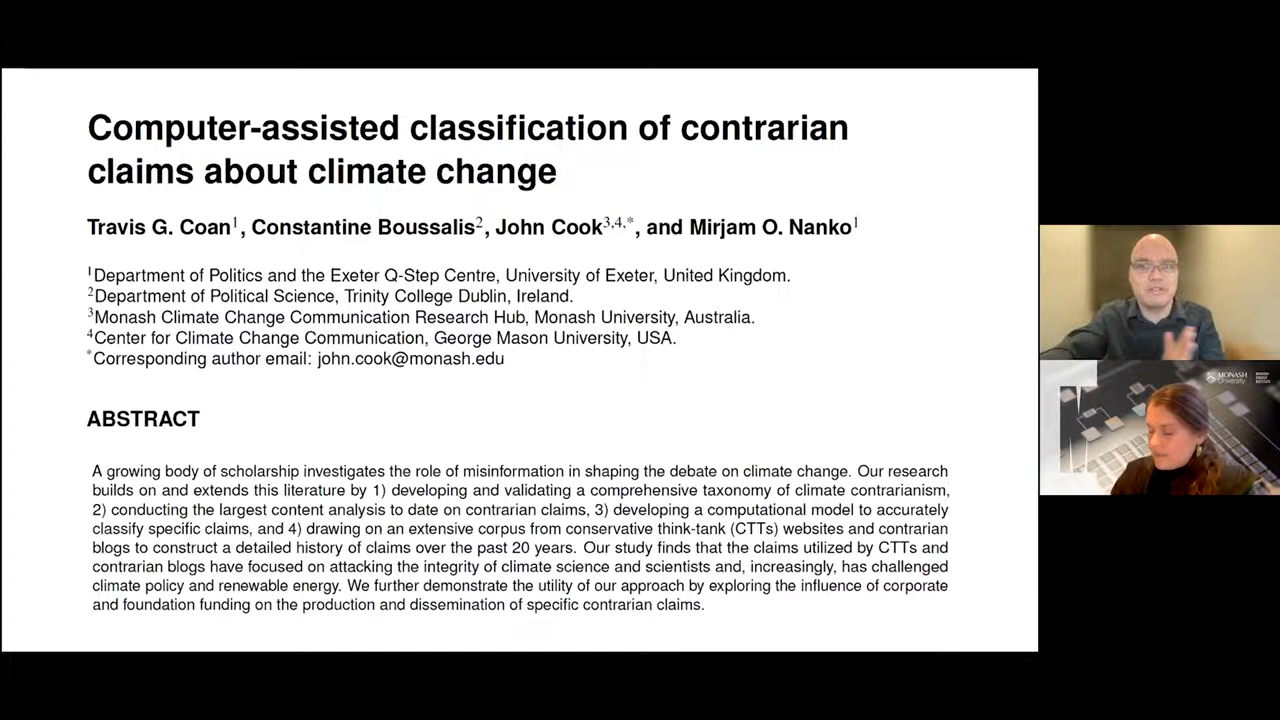 Computer-assisted classification of contrarian
claims about climate change
Travis G. Coan1, Constantine Boussalis2, John Cook3,4,*, and Mirjam O. Nanko1
1Department of Politics and the Exeter Q-Step Centre, University of Exeter, United Kingdom.
2Department of Political Science, Trinity College Dublin, Ireland.
3Monash Climate Change Communication Research Hub, Monash University, Australia.
4Center for Climate Change Communication, George Mason University, USA.
*Corresponding author email: john.cook@monash.edu
ABSTRACT
A growing body of scholarship investigates the role of misinformation in shaping the debate on climate change. Our research
builds on and extends this literature by 1) developing and validating a comprehensive taxonomy of climate contrarianism,
2) conducting the largest content analysis to date on contrarian claims, 3) developing a computational model to accurately
classify specific claims, and 4) drawing on an extensive corpus from conservative think-tank (CTTs) websites and contrarian
blogs to construct a detailed history of claims over the past 20 years. Our study finds that the claims utilized by CTTs and
contrarian blogs have focused on attacking the integrity of climate science and scientists and, increasingly, has challenged
climate policy and renewable energy. We further demonstrate the utility of our approach by exploring the influence of corporate
and foundation funding on the production and dissemination of specific contrarian claims.
MONASH
University